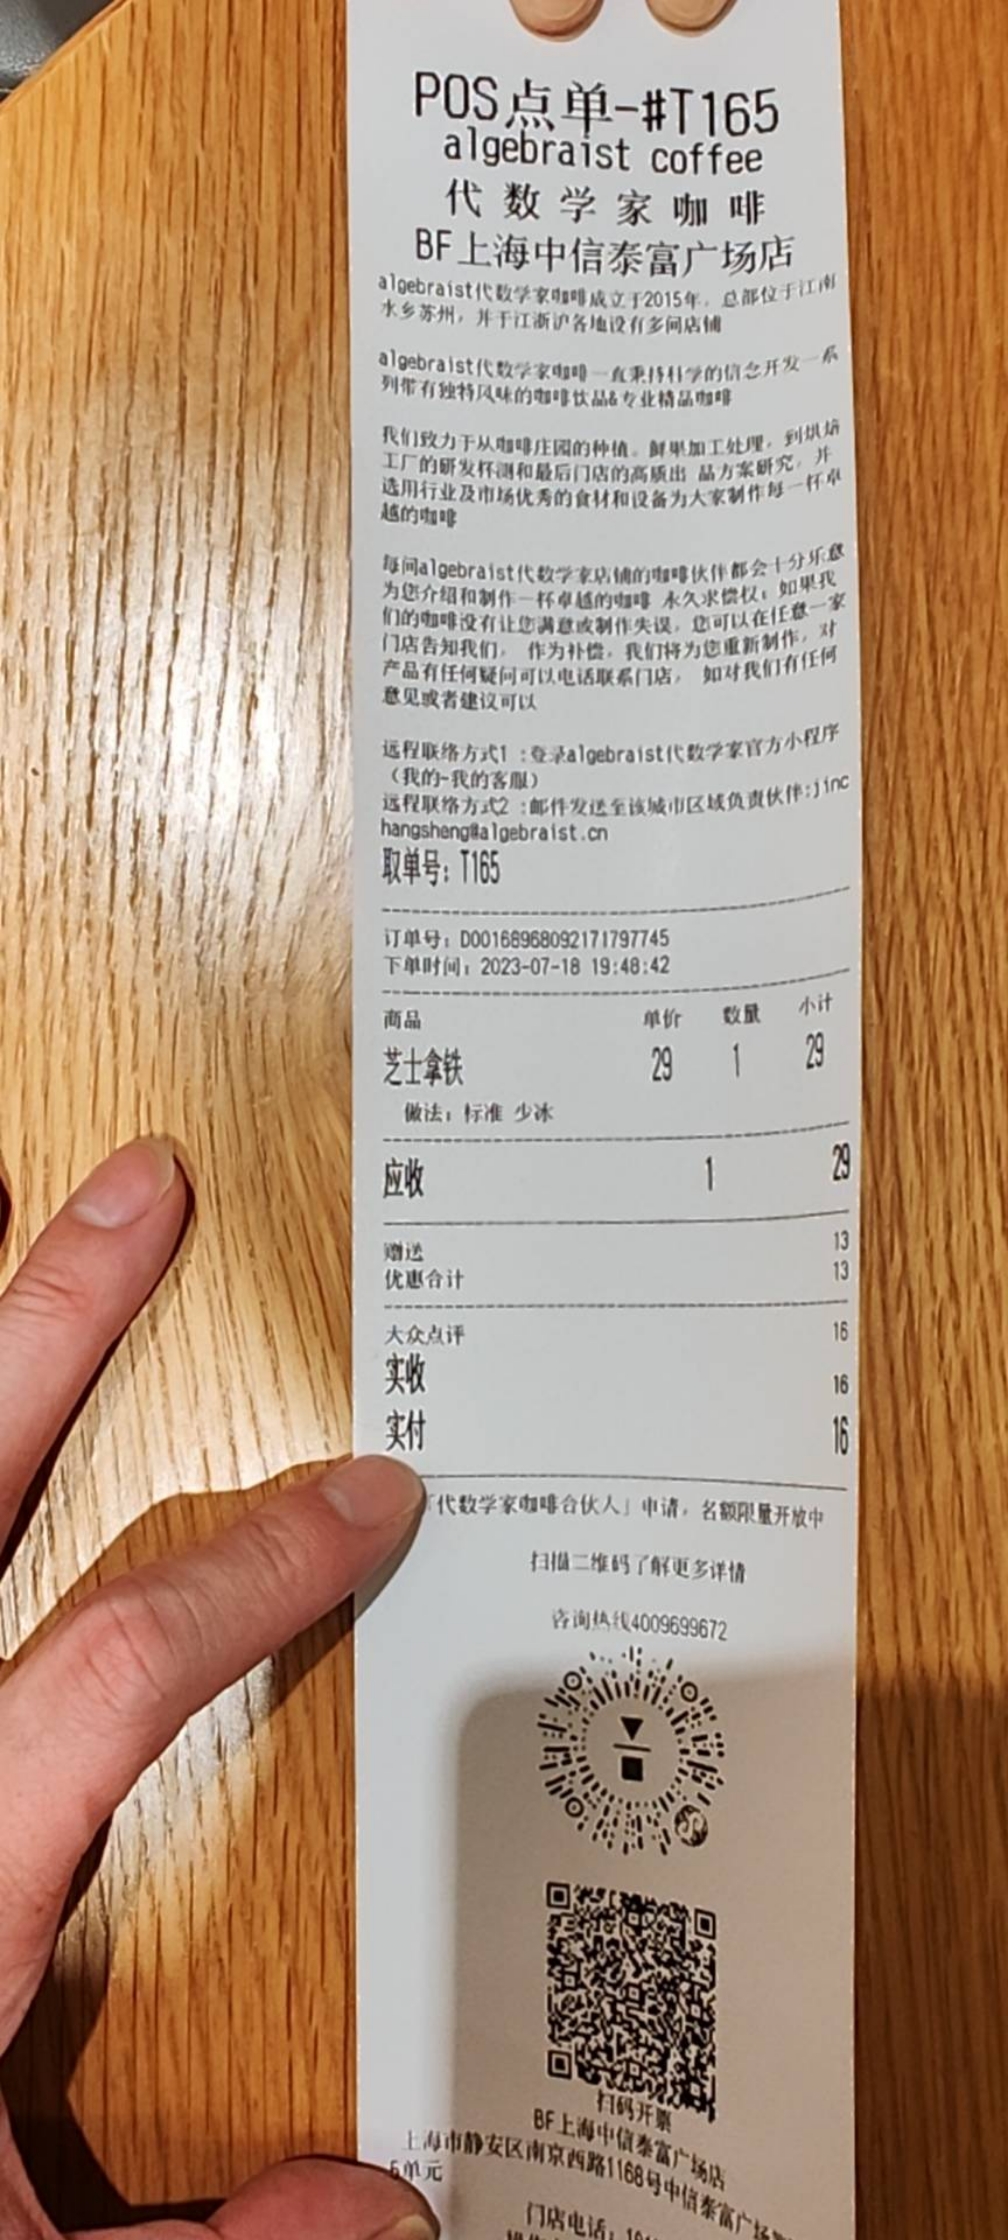 POS点单-#T165
algebraist coffee
代数学家咖啡
BF上海中信泰富广场店
algebraist代数学家咖啡成立于2015年，总部位于江南
水乡苏州，并于江浙沪各地设有多间店铺
algebraist代数学家咖啡一直秉持科学的信念开发一系
列带有独特风味的咖啡饮品&专业精品咖啡
我们致力于从咖啡庄园的种植。鲜果加工处理，到烘焙
工厂的研发杯测和最后门店的高质出 品方案研究，并
选用行业及市场优秀的食材和设备为大家制作每一杯卓
越的咖啡
每间algebraist代数学家店铺的咖啡伙伴都会十分乐意
为您介绍和制作一杯卓越的咖啡 永久求偿权：如果我
们的咖啡没有让您满意或制作失误，您可以在任意一家
门店告知我们， 作为补偿，我们将为您重新制作，对
产品有任何疑问可以电话联系门店， 如对我们有任何
意见或者建议可以
远程联络方式1 :登录algebraist代数学家官方小程序
（我的-我的客服）
远程联络方式2 :邮件发送至该城市区域负责伙伴:jinc
hangsheng@algebraist.cn
取单号：T165
订单号：D00168968092171797745
下单时间：2023-07-18 19:48:42
商品 单价 数量 小计
芝士拿铁 29 1 29
做法：标准 少冰
应收 1 29
赠送 13
优惠合计 13
大众点评 16
实收 16
实付 16
「代数学家咖啡合伙人」申请，名额限量开放中
扫描二维码了解更多详情
咨询热线4009699672
扫码开票
BF上海中信泰富广场店
上海市静安区南京西路1168号中信泰富广场
5单元
门店电话：